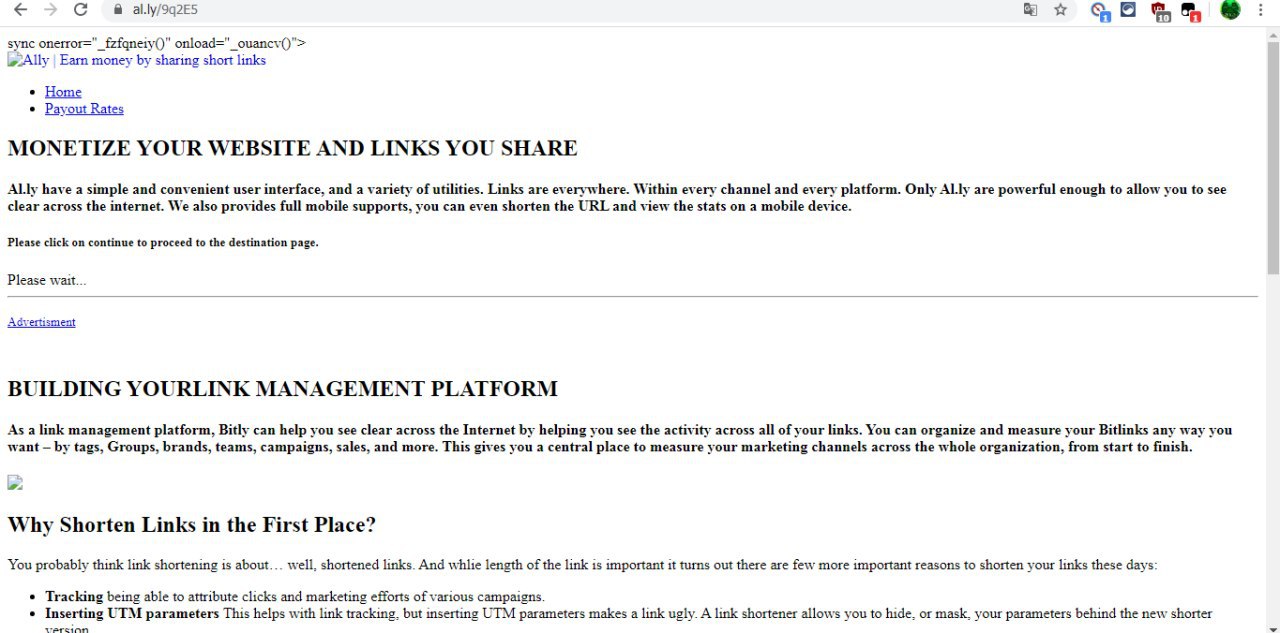 al.ly/9q2E5
1
10
1
sync onerror="_fzfqneiy()" onload="_ouancv()">
Ally | Earn money by sharing short links
Home
Payout Rates
MONETIZE YOUR WEBSITE AND LINKS YOU SHARE
Al.ly have a simple and convenient user interface, and a variety of utilities. Links are everywhere. Within every channel and every platform. Only Al.ly are powerful enough to allow you to see
clear across the internet. We also provides full mobile supports, you can even shorten the URL and view the stats on a mobile device.
Please click on continue to proceed to the destination page.
Please wait...
Advertisment
BUILDING YOURLINK MANAGEMENT PLATFORM
As a link management platform, Bitly can help you see clear across the Internet by helping you see the activity across all of your links. You can organize and measure your Bitlinks any way you
want – by tags, Groups, brands, teams, campaigns, sales, and more. This gives you a central place to measure your marketing channels across the whole organization, from start to finish.
Why Shorten Links in the First Place?
You probably think link shortening is about… well, shortened links. And whlie length of the link is important it turns out there are few more important reasons to shorten your links these days:
Tracking being able to attribute clicks and marketing efforts of various campaigns.
Inserting UTM parameters This helps with link tracking, but inserting UTM parameters makes a link ugly. A link shortener allows you to hide, or mask, your parameters behind the new shorter
version